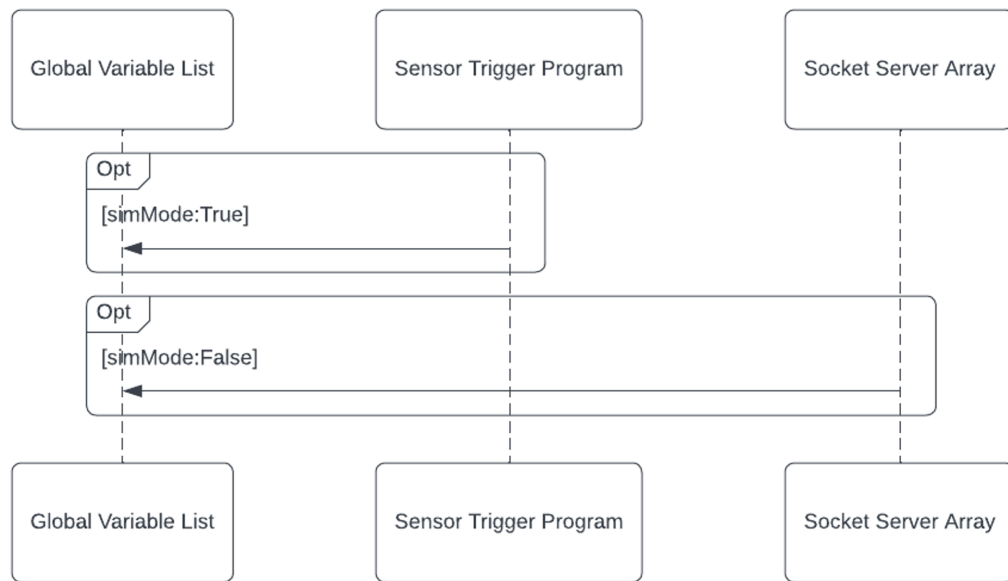 Global Variable List
Sensor Trigger Program
Socket Server Array
Opt
[simMode:True]
Opt
[simMode:False]
Global Variable List
Sensor Trigger Program
Socket Server Array